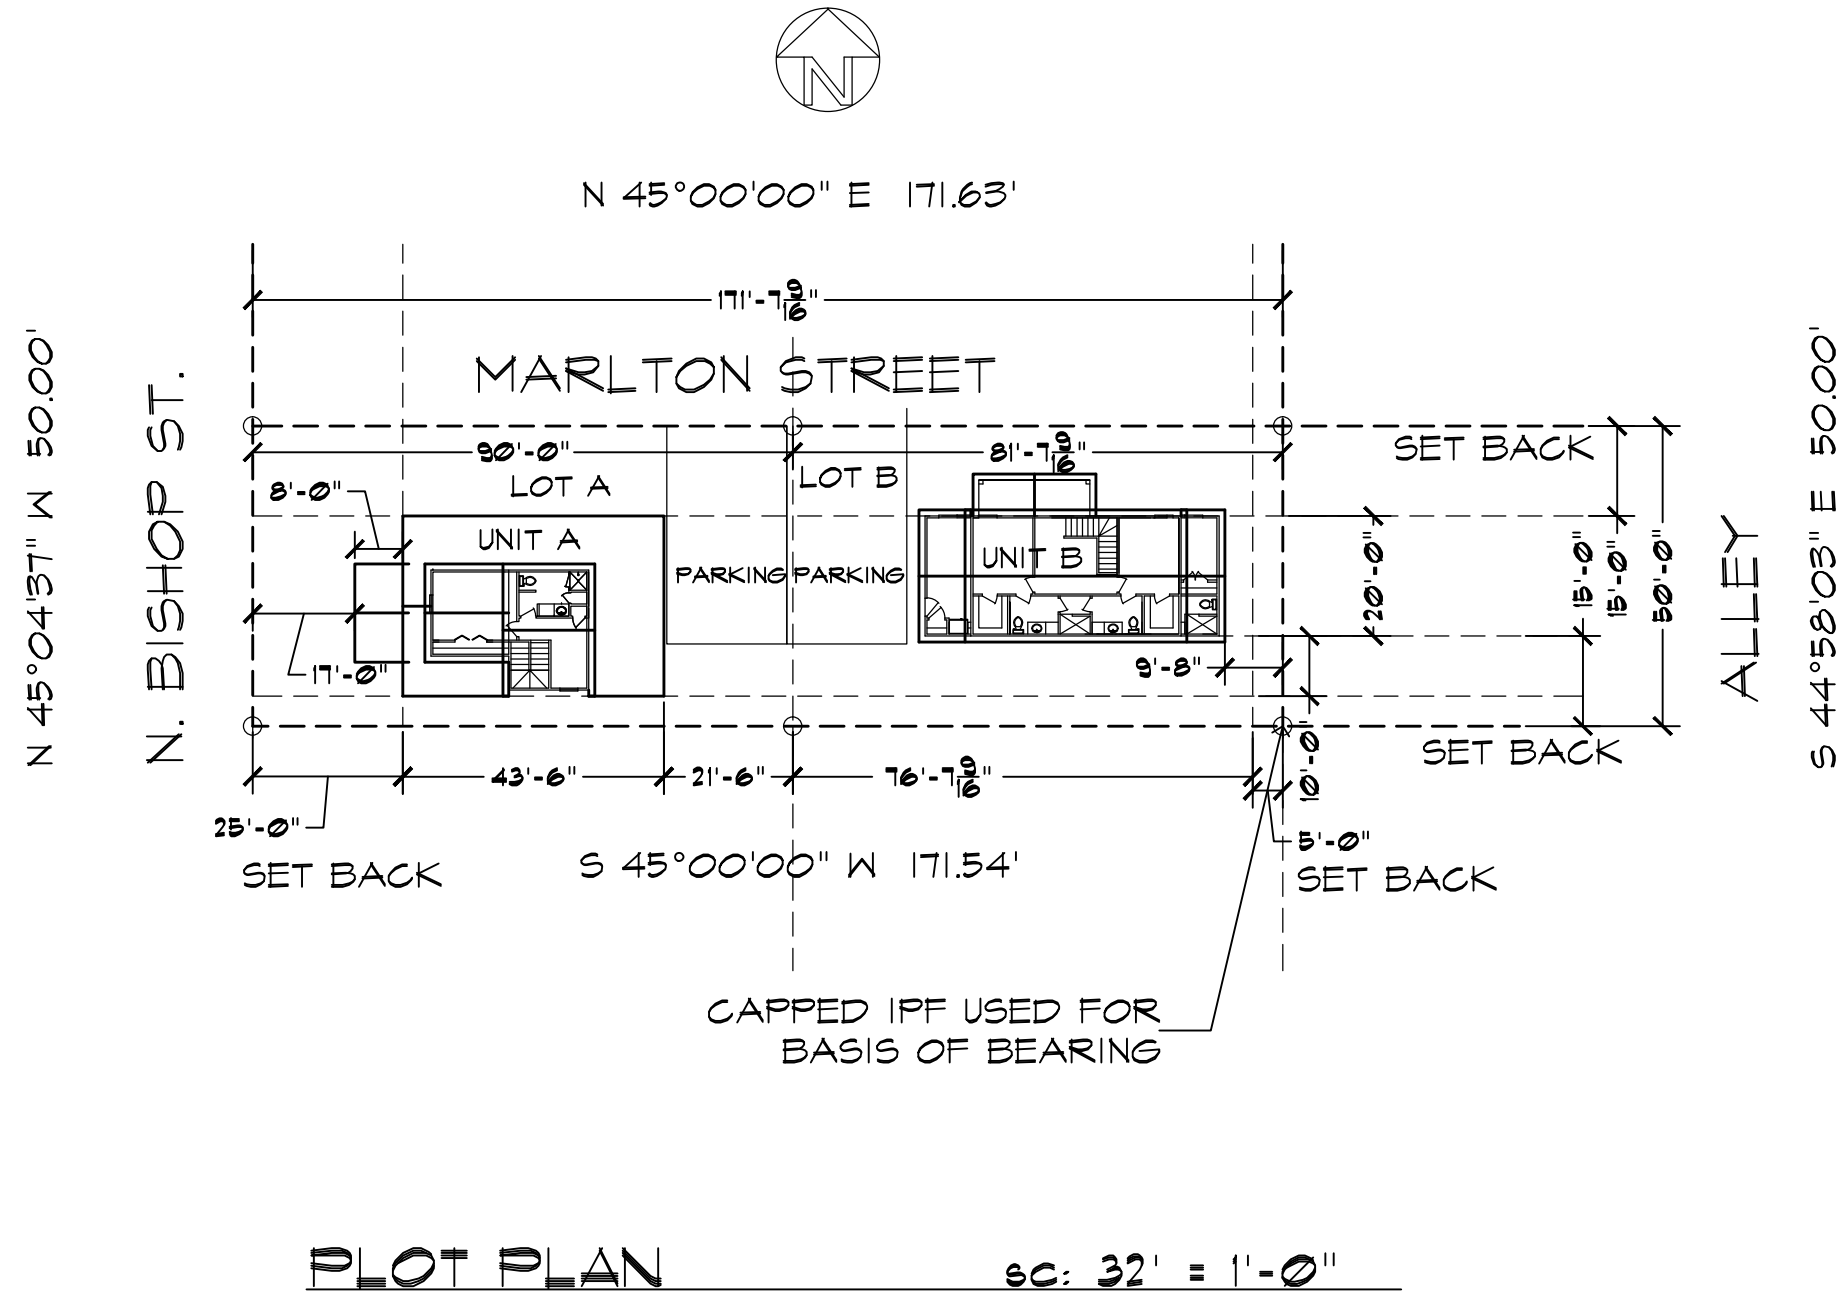 N
N 45°00'00" E 171.63'
171'-7 9/16"
MARLTON STREET
N 45°04'37" W 50.00'
N. BISHOP ST.
90'-0"
81'-7 9/16"
SET BACK
8'-0"
LOT A
LOT B
UNIT A
UNIT B
PARKING
PARKING
20'-0"
15'-0"
15'-0"
50'-0"
ALLEY
S 44°58'03" E 50.00'
17'-0"
9'-8"
10'-0"
SET BACK
43'-6"
21'-6"
76'-7 9/16"
25'-0"
SET BACK
S 45°00'00" W 171.54'
5'-0"
SET BACK
CAPPED IPF USED FOR
BASIS OF BEARING
PLOT PLAN
SC: 32' = 1'-0"